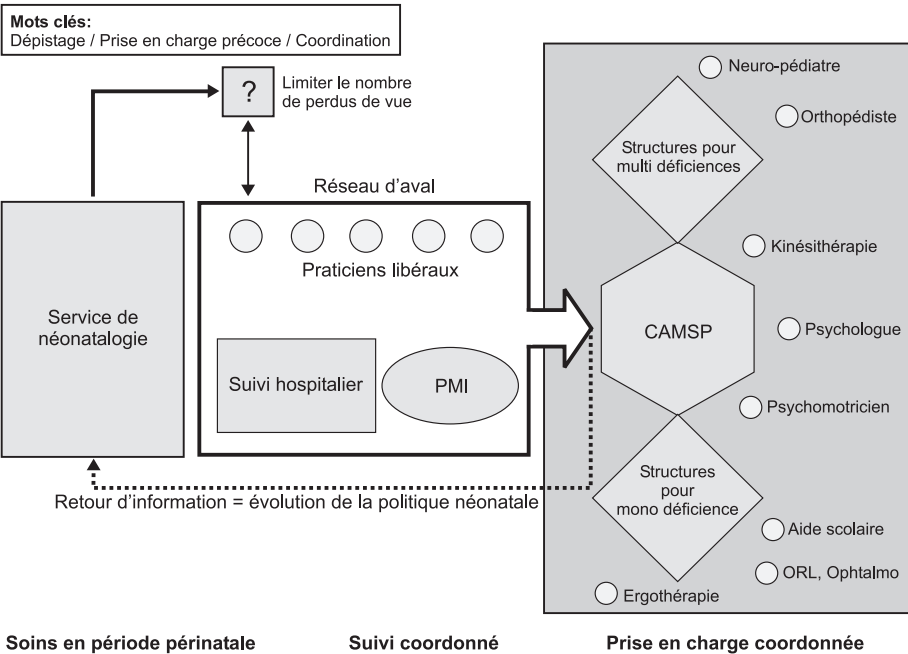 Mots clés:
Dépistage / Prise en charge précoce / Coordination
?
Limiter le nombre
de perdus de vue
Réseau d'aval
Praticiens libéraux
Service de
néonatalogie
Suivi hospitalier
PMI
Retour d'information = évolution de la politique néonatale
Neuro-pédiatre
Orthopédiste
Structures pour
multi déficiences
Kinésithérapie
CAMSP
Psychologue
Psychomotricien
Structures
pour
mono déficience
Aide scolaire
ORL, Ophtalmo
Ergothérapie
Soins en période périnatale
Suivi coordonné
Prise en charge coordonnée